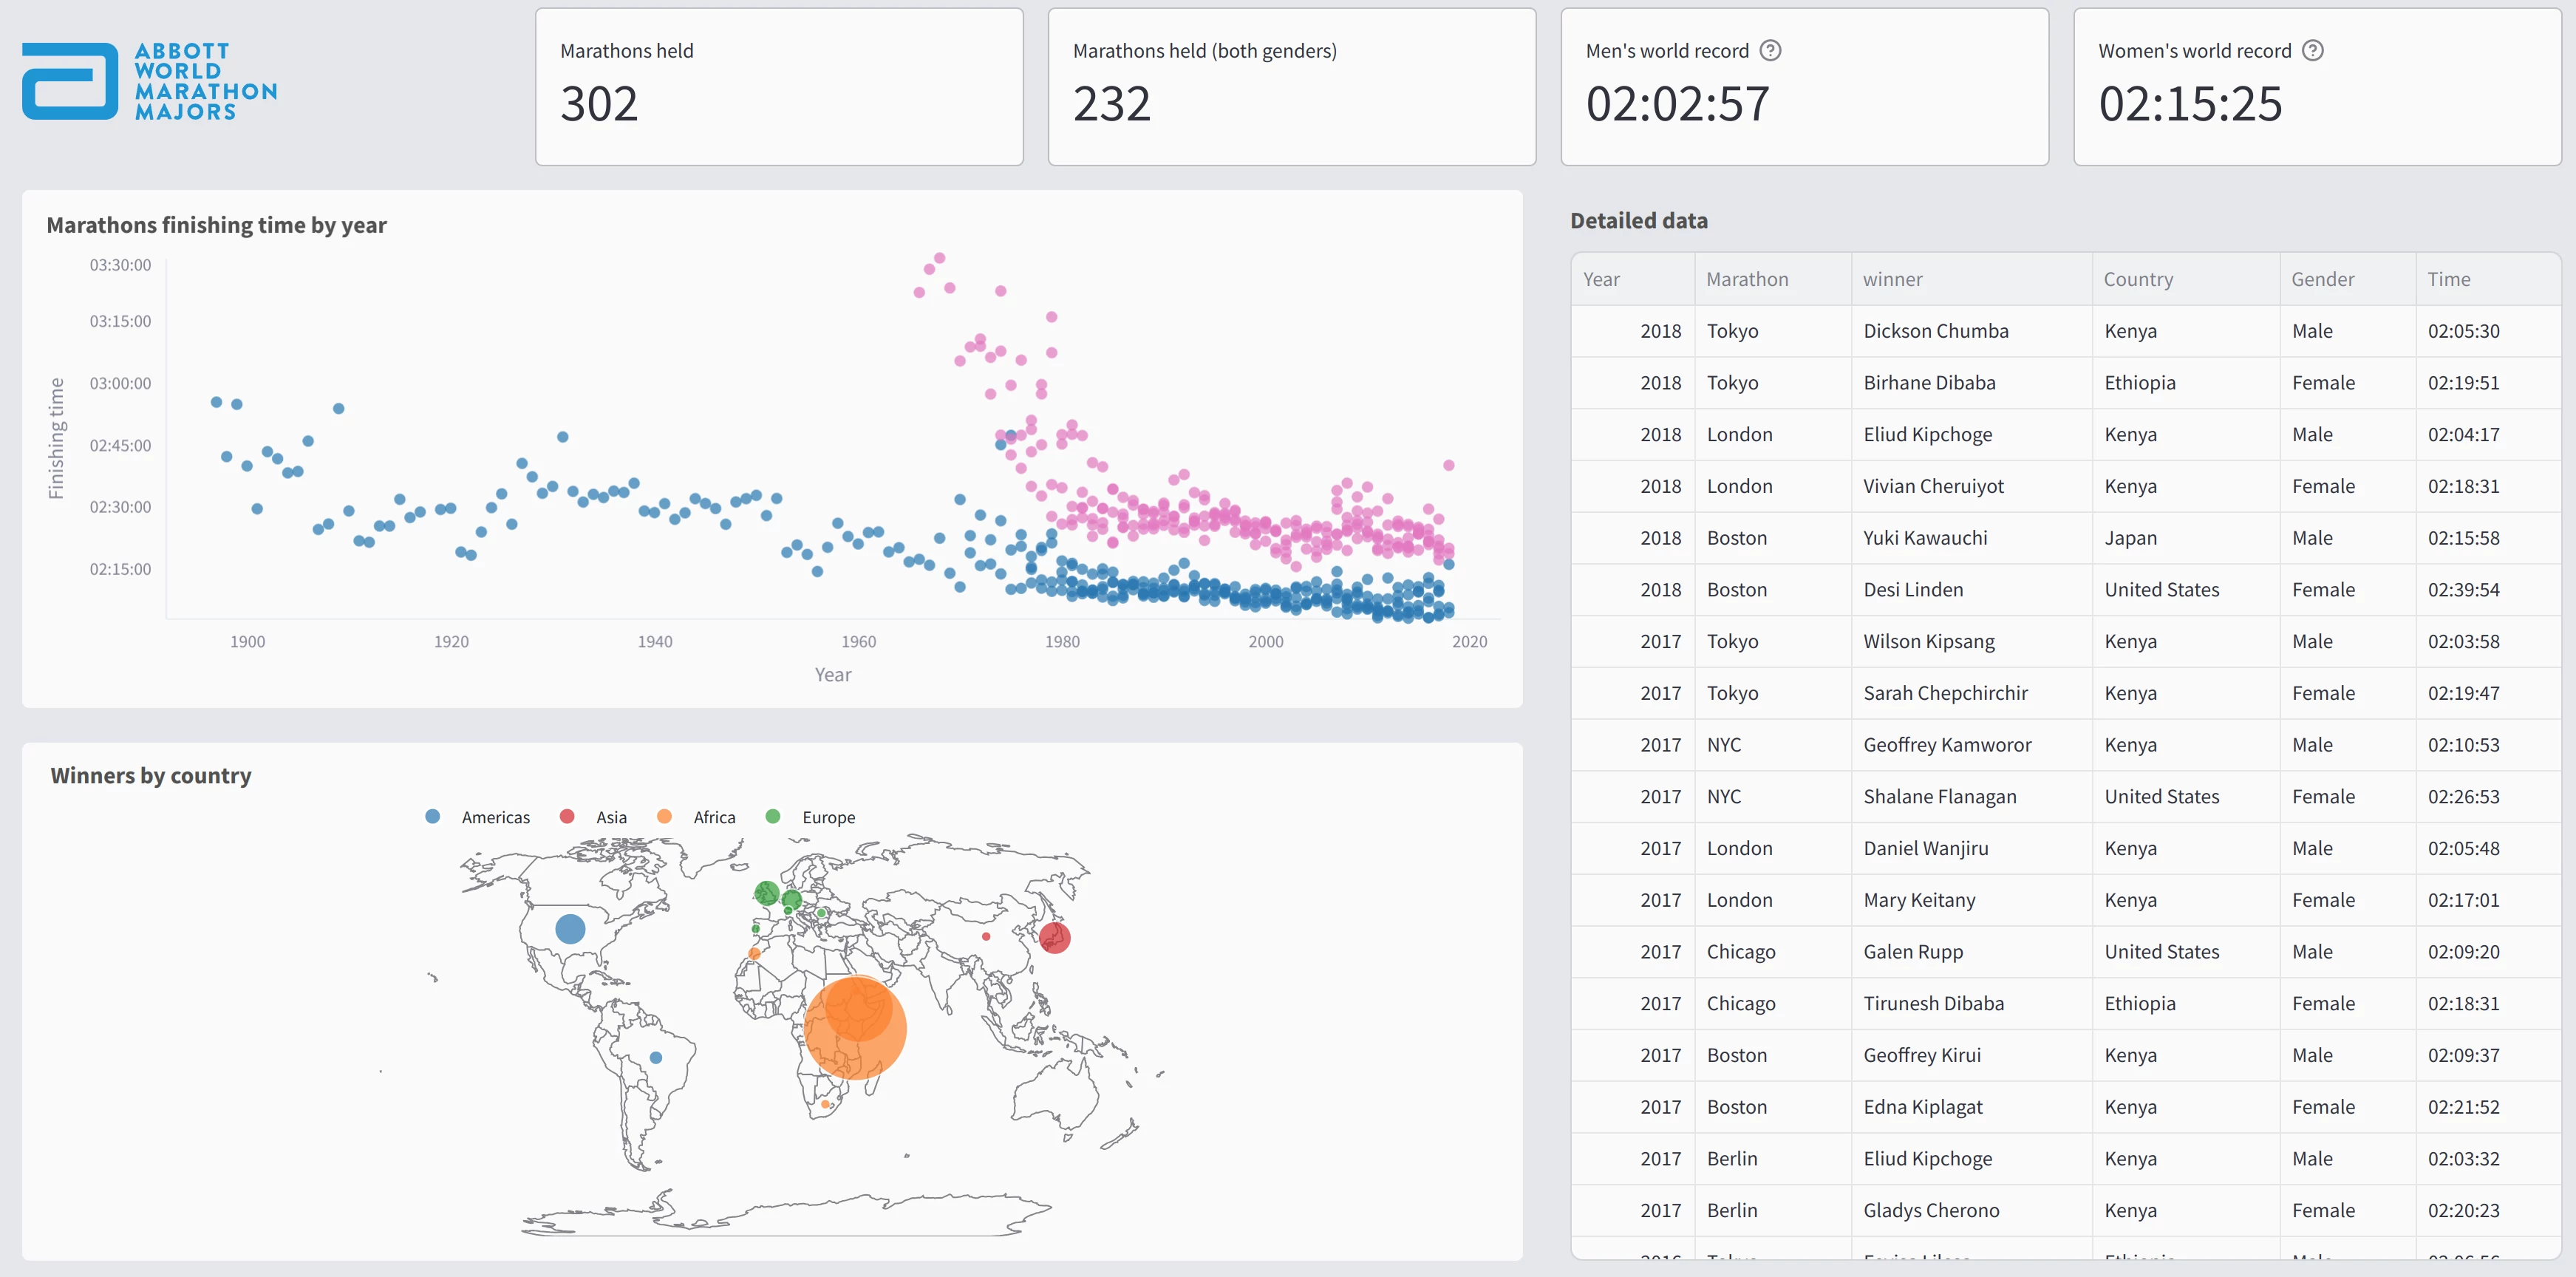 ABBOTT
WORLD
MARATHON
MAJORS
Marathons held
302
Marathons held (both genders)
232
Men's world record ?
02:02:57
Women's world record ?
02:15:25
Marathons finishing time by year
03:30:00
03:15:00
03:00:00
02:45:00
02:30:00
02:15:00
Finishing time
1900 1920 1940 1960 1980 2000 2020
Year
Winners by country
Americas Asia Africa Europe
Detailed data
Year Marathon winner Country Gender Time
2018 Tokyo Dickson Chumba Kenya Male 02:05:30
2018 Tokyo Birhane Dibaba Ethiopia Female 02:19:51
2018 London Eliud Kipchoge Kenya Male 02:04:17
2018 London Vivian Cheruiyot Kenya Female 02:18:31
2018 Boston Yuki Kawauchi Japan Male 02:15:58
2018 Boston Desi Linden United States Female 02:39:54
2017 Tokyo Wilson Kipsang Kenya Male 02:03:58
2017 Tokyo Sarah Chepchirchir Kenya Female 02:19:47
2017 NYC Geoffrey Kamworor Kenya Male 02:10:53
2017 NYC Shalane Flanagan United States Female 02:26:53
2017 London Daniel Wanjiru Kenya Male 02:05:48
2017 London Mary Keitany Kenya Female 02:17:01
2017 Chicago Galen Rupp United States Male 02:09:20
2017 Chicago Tirunesh Dibaba Ethiopia Female 02:18:31
2017 Boston Geoffrey Kirui Kenya Male 02:09:37
2017 Boston Edna Kiplagat Kenya Female 02:21:52
2017 Berlin Eliud Kipchoge Kenya Male 02:03:32
2017 Berlin Gladys Cherono Kenya Female 02:20:23